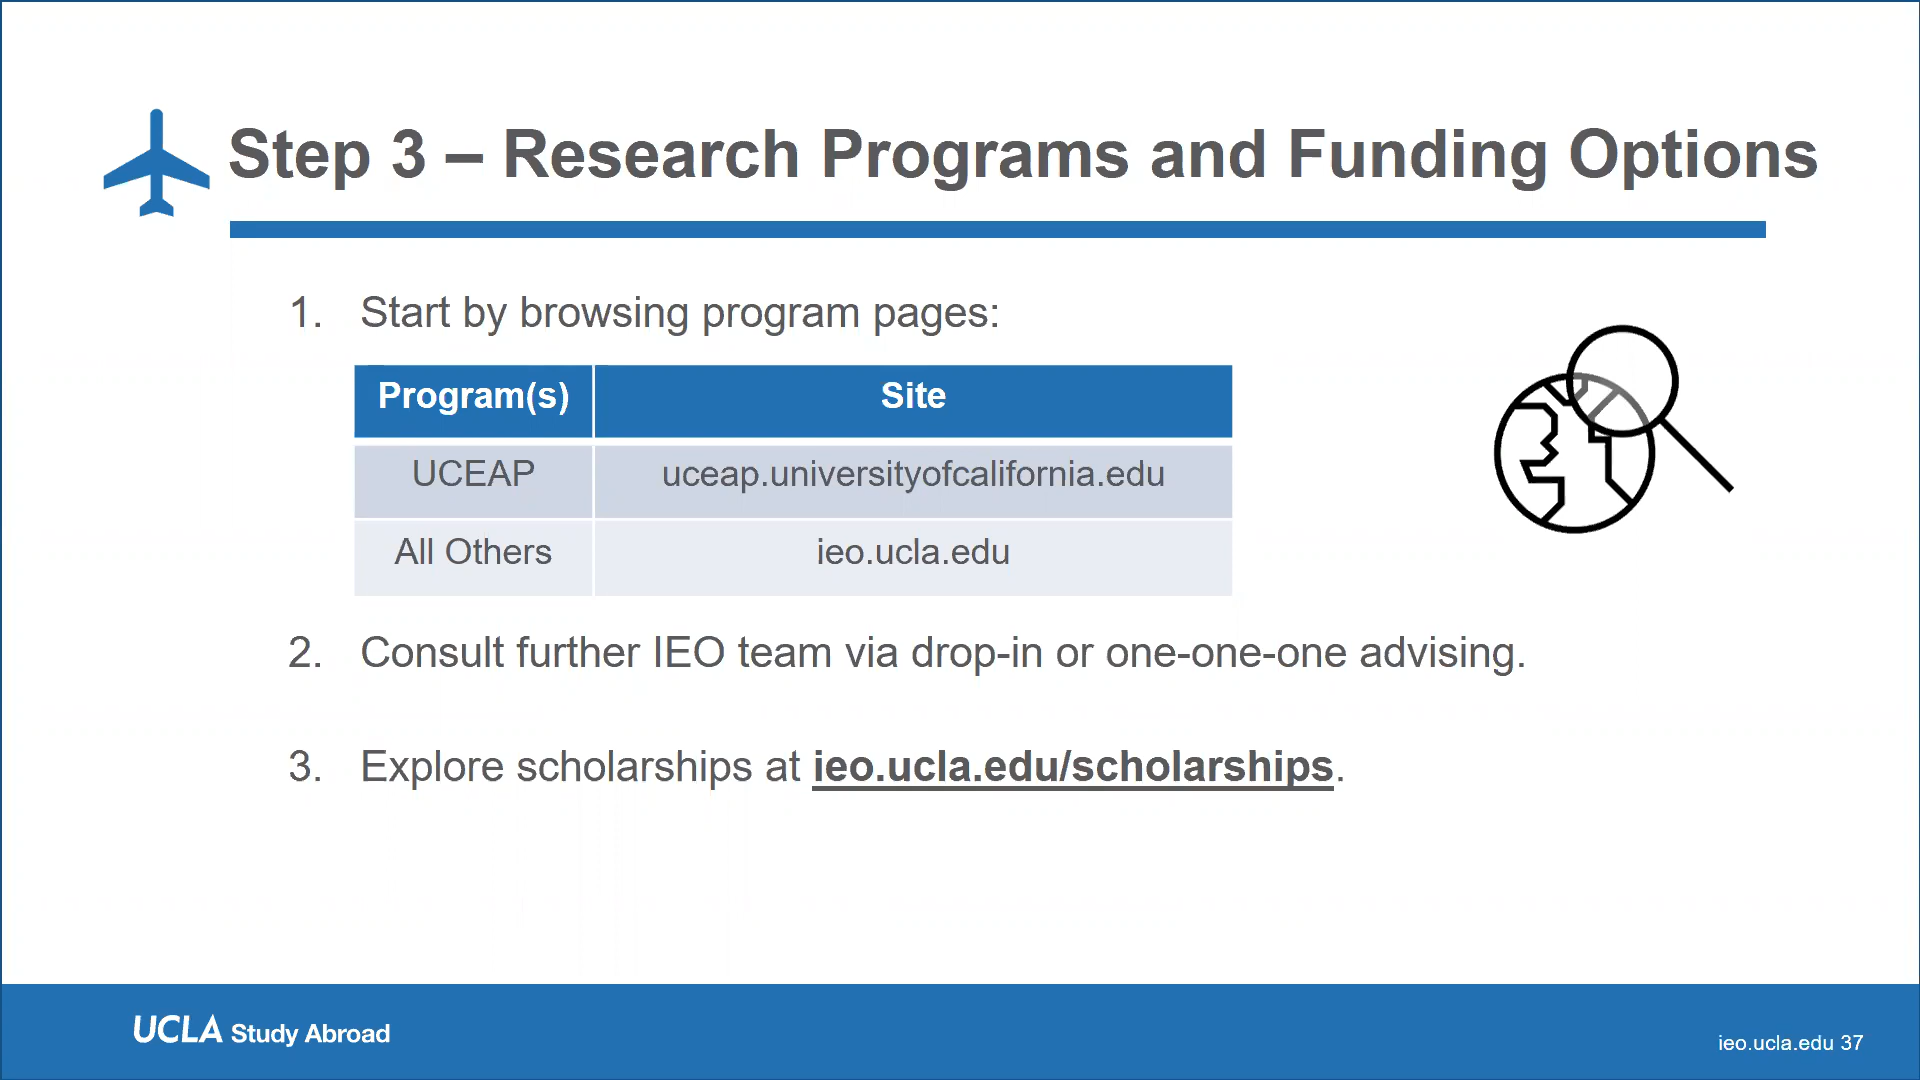 Step 3 – Research Programs and Funding Options
1. Start by browsing program pages:
Program(s) Site
UCEAP uceap.universityofcalifornia.edu
All Others ieo.ucla.edu
2. Consult further IEO team via drop-in or one-one-one advising.
3. Explore scholarships at ieo.ucla.edu/scholarships.
UCLA Study Abroad
ieo.ucla.edu 37